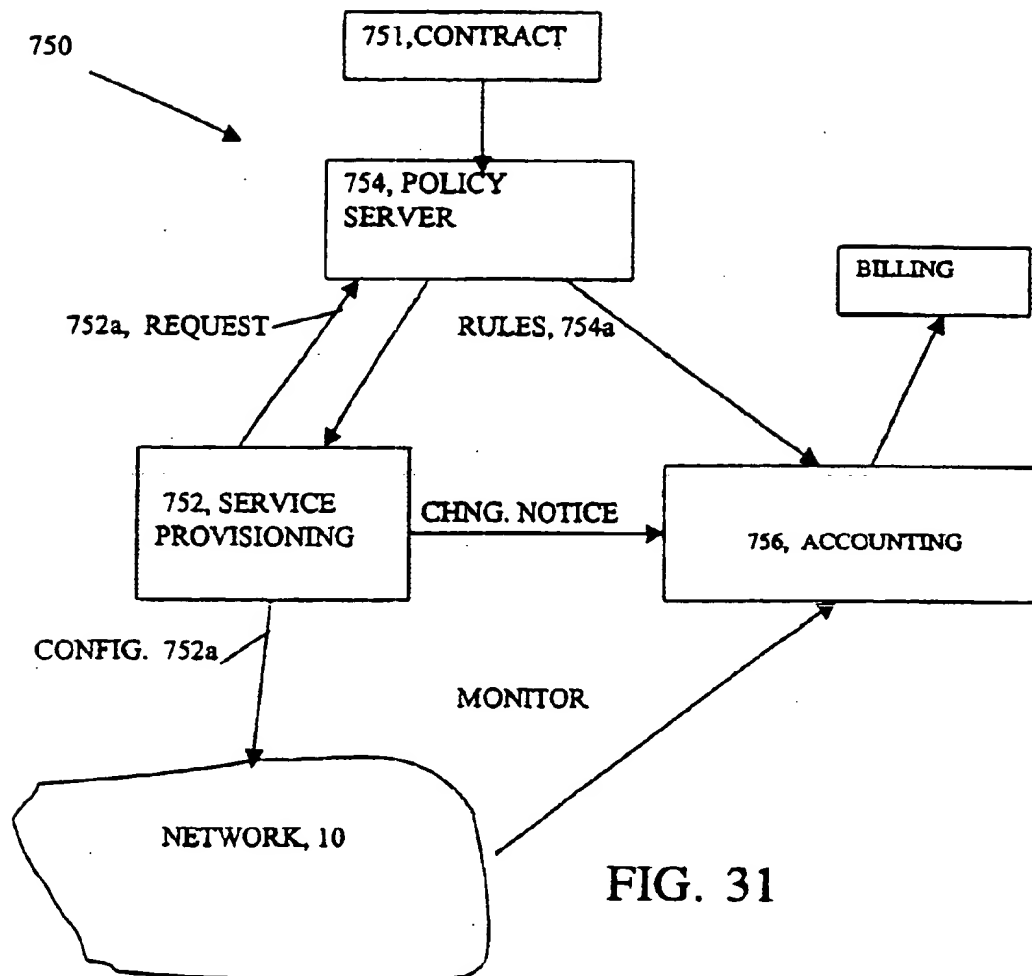 750
751,CONTRACT
754, POLICY
SERVER
BILLING
752a, REQUEST
RULES, 754a
752, SERVICE
PROVISIONING
CHNG. NOTICE
756, ACCOUNTING
CONFIG. 752a
MONITOR
NETWORK, 10
FIG. 31